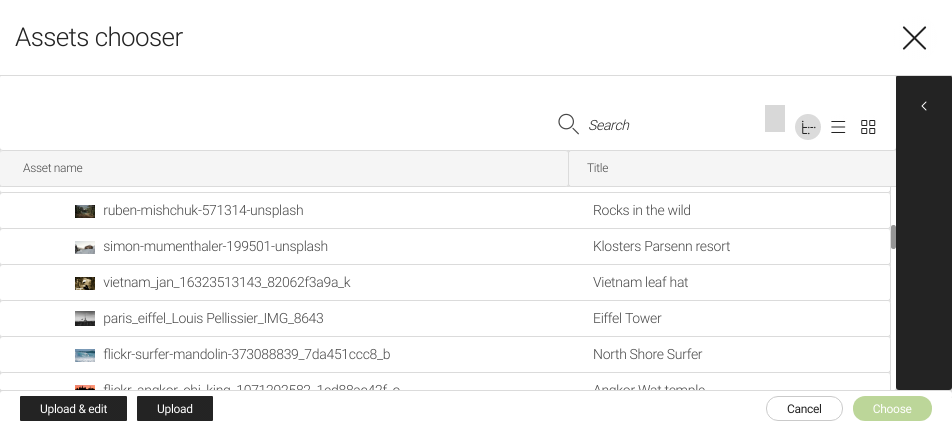 Assets chooser
Search
Asset name Title
ruben-mishchuk-571314-unsplash Rocks in the wild
simon-mumenthaler-199501-unsplash Klosters Parsenn resort
vietnam_jan_16323513143_82062f3a9a_k Vietnam leaf hat
paris_eiffel_Louis Pellissier_IMG_8643 Eiffel Tower
flickr-surfer-mandolin-373088839_7da451ccc8_b North Shore Surfer
Angkor Wat temple
Upload & edit Upload Cancel Choose